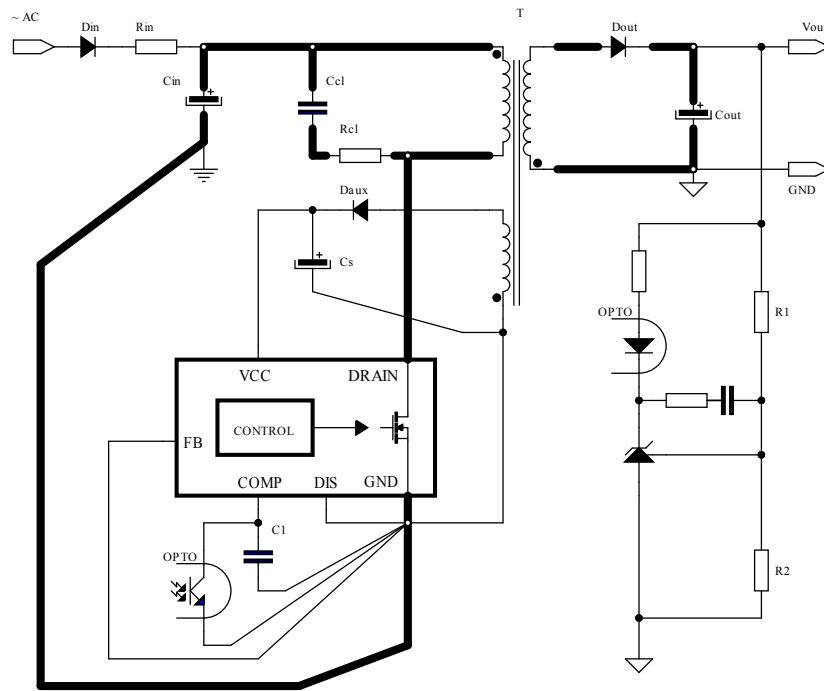 ~ AC
Din
Rin
T
Dout
Vout
Cin
+
Ccl
Rcl
+
Cout
GND
Daux
+
Cs
OPTO
R1
VCC
DRAIN
FB
CONTROL
COMP
DIS
GND
C1
OPTO
R2